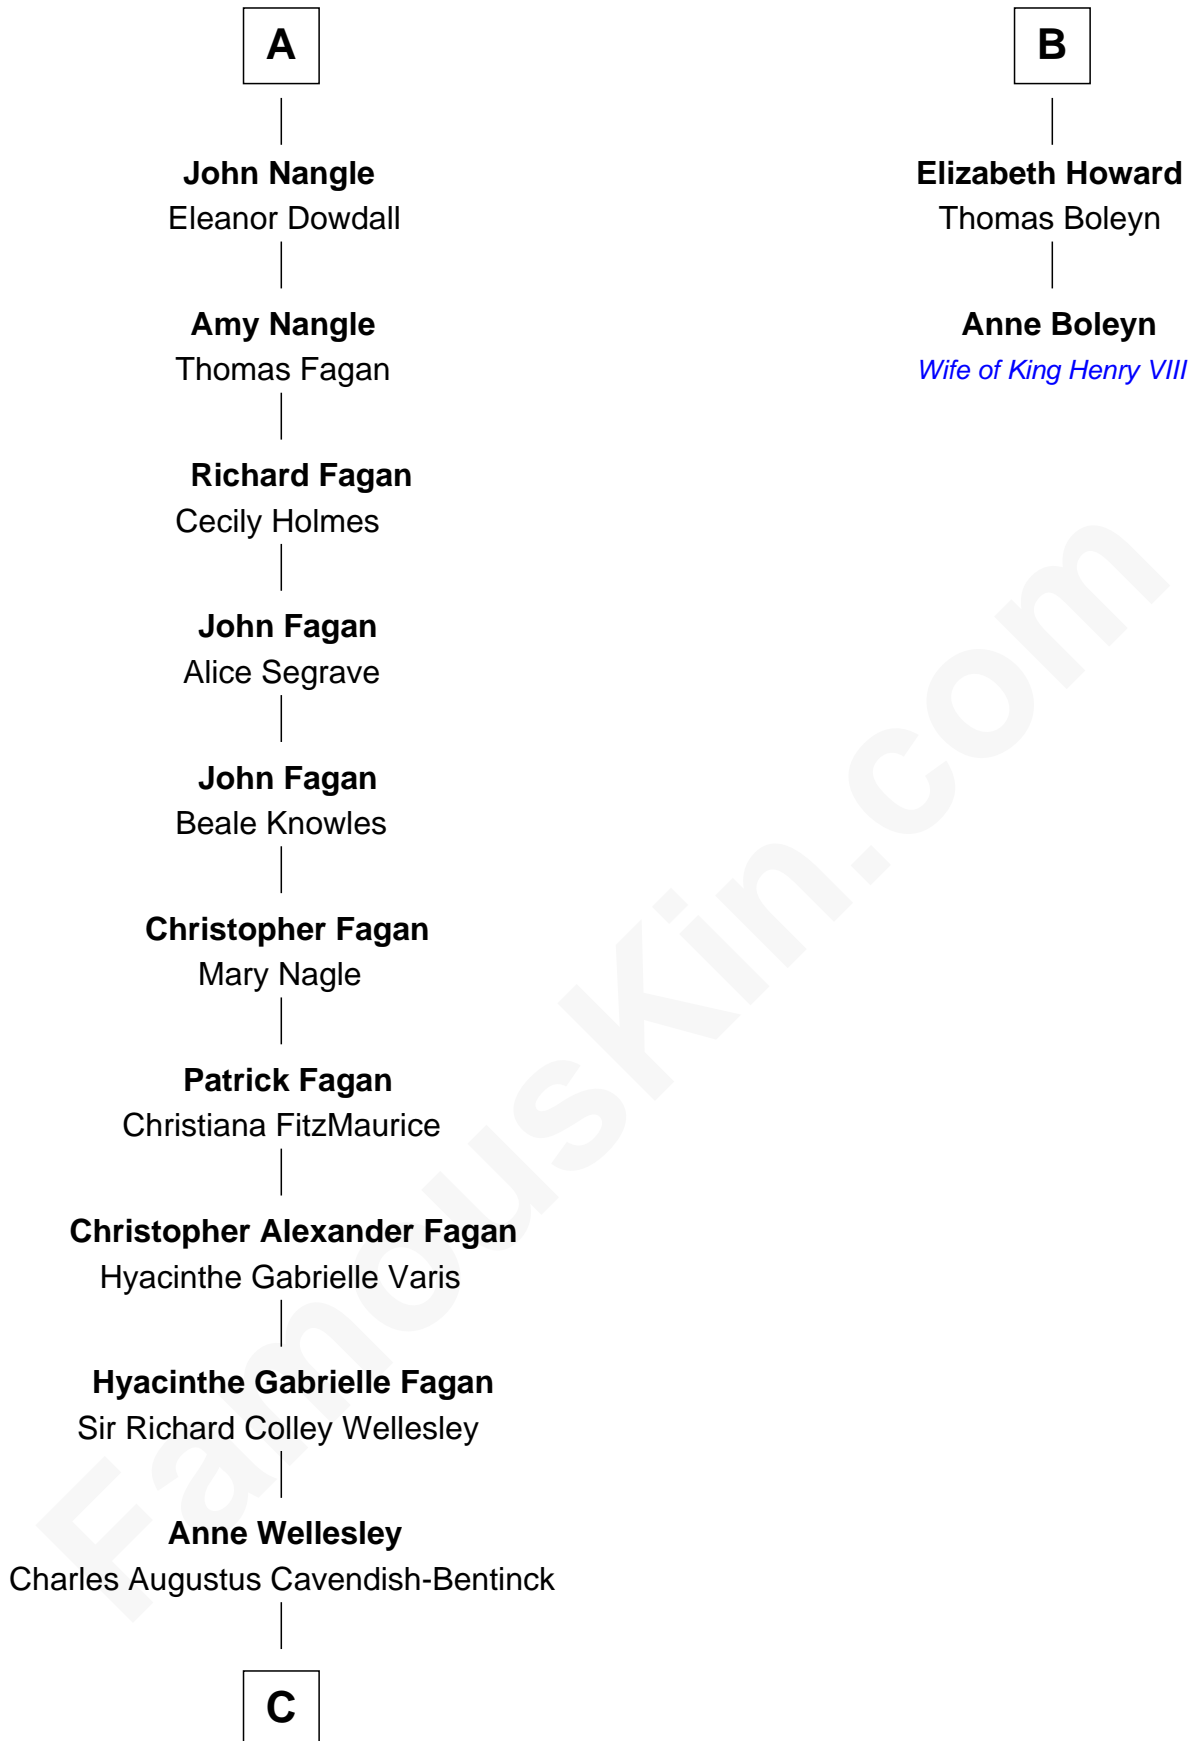 A
John Nangle
Eleanor Dowdall
Amy Nangle
Thomas Fagan
Richard Fagan
Cecily Holmes
John Fagan
Alice Segrave
John Fagan
Beale Knowles
Christopher Fagan
Mary Nagle
Patrick Fagan
Christiana FitzMaurice
Christopher Alexander Fagan
Hyacinthe Gabrielle Varis
Hyacinthe Gabrielle Fagan
Sir Richard Colley Wellesley
Anne Wellesley
Charles Augustus Cavendish-Bentinck
C
B
Elizabeth Howard
Thomas Boleyn
Anne Boleyn
Wife of King Henry VIII
FamousKin.com